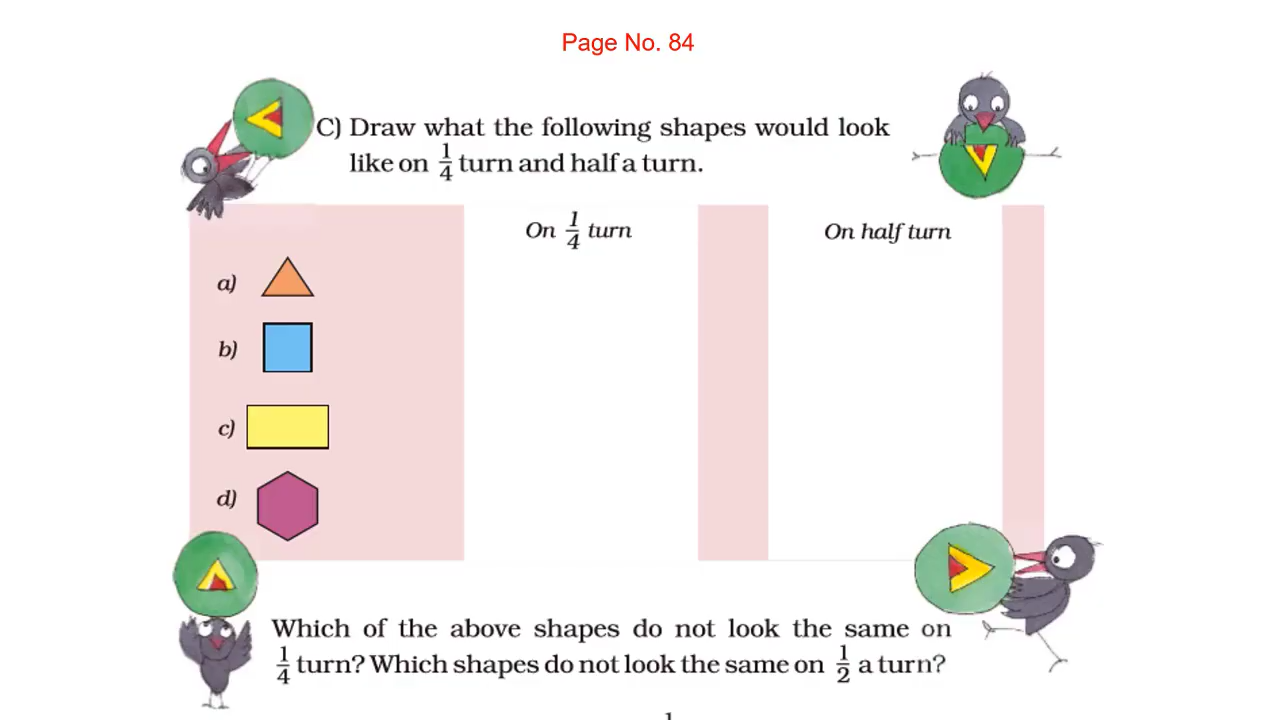 Page No. 84
C) Draw what the following shapes would look
like on 1/4 turn and half a turn.
On 1/4 turn
On half turn
a)
b)
c)
d)
Which of the above shapes do not look the same on
1/4 turn? Which shapes do not look the same on 1/2 a turn?
1